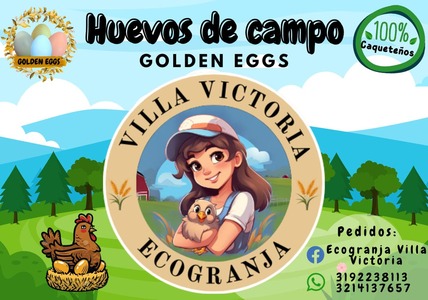 Huevos de campo
GOLDEN EGGS
GOLDEN EGGS
100%
Caqueteños
VILLA VICTORIA
ECOGRANJA
Pedidos:
Ecogranja Villa
Victoria
3192238113
3214137657